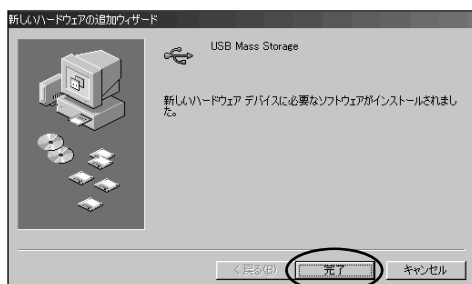 新しいハードウェアの追加ウィザード
USB Mass Storage
新しいハードウェア デバイスに必要なソフトウェアがインストールされまし
た。
< 戻る(B)
完了
キャンセル